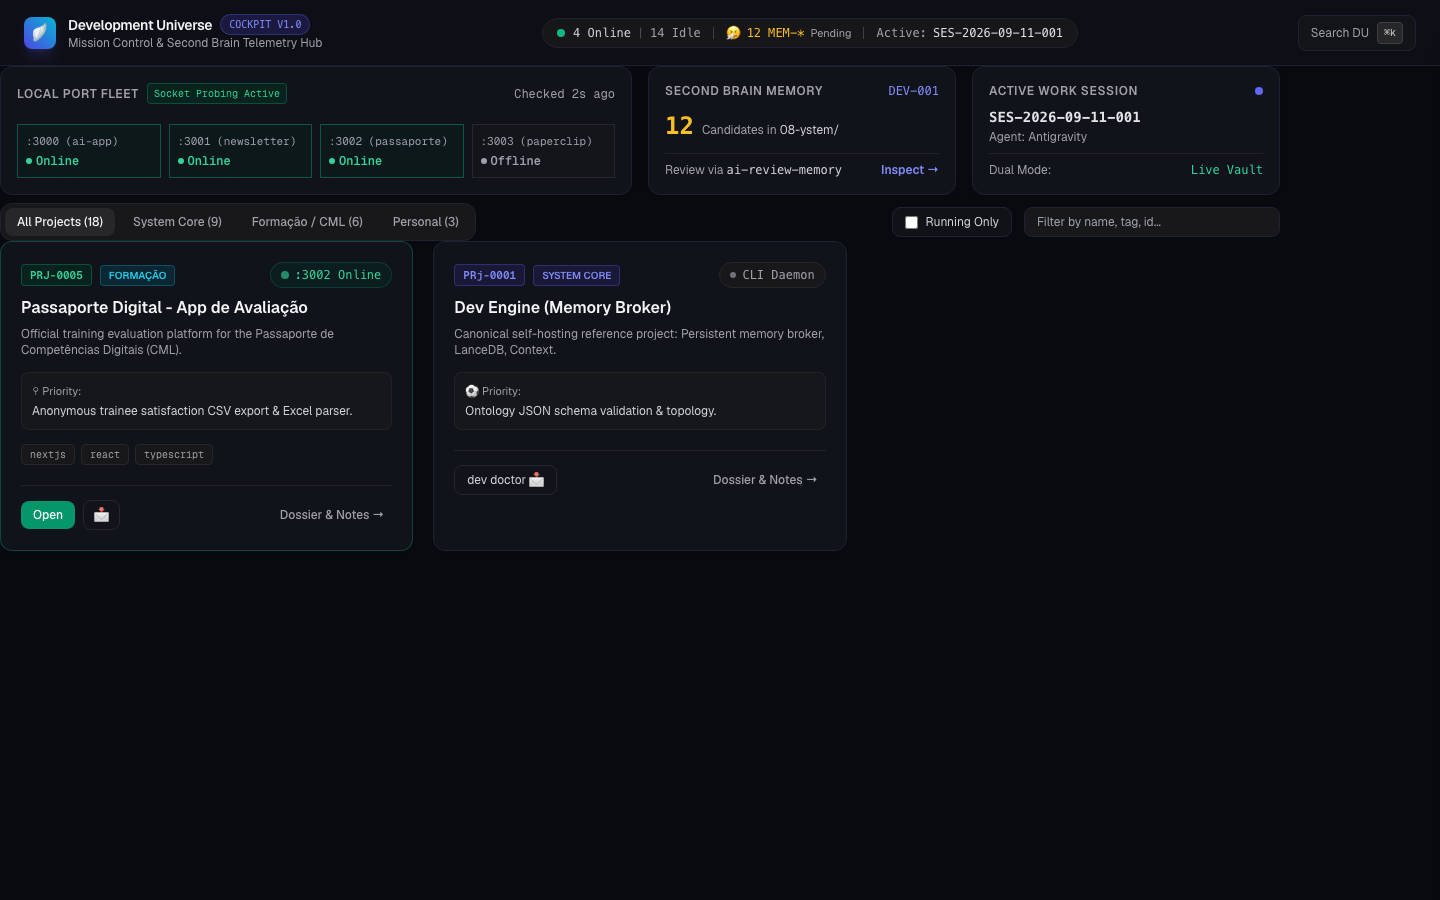 Development Universe COCKPIT V1.0
Mission Control & Second Brain Telemetry Hub
4 Online | 14 Idle | 12 MEM-* Pending | Active: SES-2026-09-11-001
Search DU ⌘k
LOCAL PORT FLEET Socket Probing Active Checked 2s ago
:3000 (ai-app)
Online
:3001 (newsletter)
Online
:3002 (passaporte)
Online
:3003 (paperclip)
Offline
SECOND BRAIN MEMORY DEV-001
12 Candidates in 08-ystem/
Review via ai-review-memory Inspect →
ACTIVE WORK SESSION
SES-2026-09-11-001
Agent: Antigravity
Dual Mode: Live Vault
All Projects (18) System Core (9) Formação / CML (6) Personal (3)
Running Only Filter by name, tag, id...
PRJ-0005 FORMAÇÃO :3002 Online
Passaporte Digital - App de Avaliação
Official training evaluation platform for the Passaporte de
Competências Digitais (CML).
Priority:
Anonymous trainee satisfaction CSV export & Excel parser.
nextjs react typescript
Open Dossier & Notes →
PRj-0001 SYSTEM CORE CLI Daemon
Dev Engine (Memory Broker)
Canonical self-hosting reference project: Persistent memory broker,
LanceDB, Context.
Priority:
Ontology JSON schema validation & topology.
dev doctor Dossier & Notes →